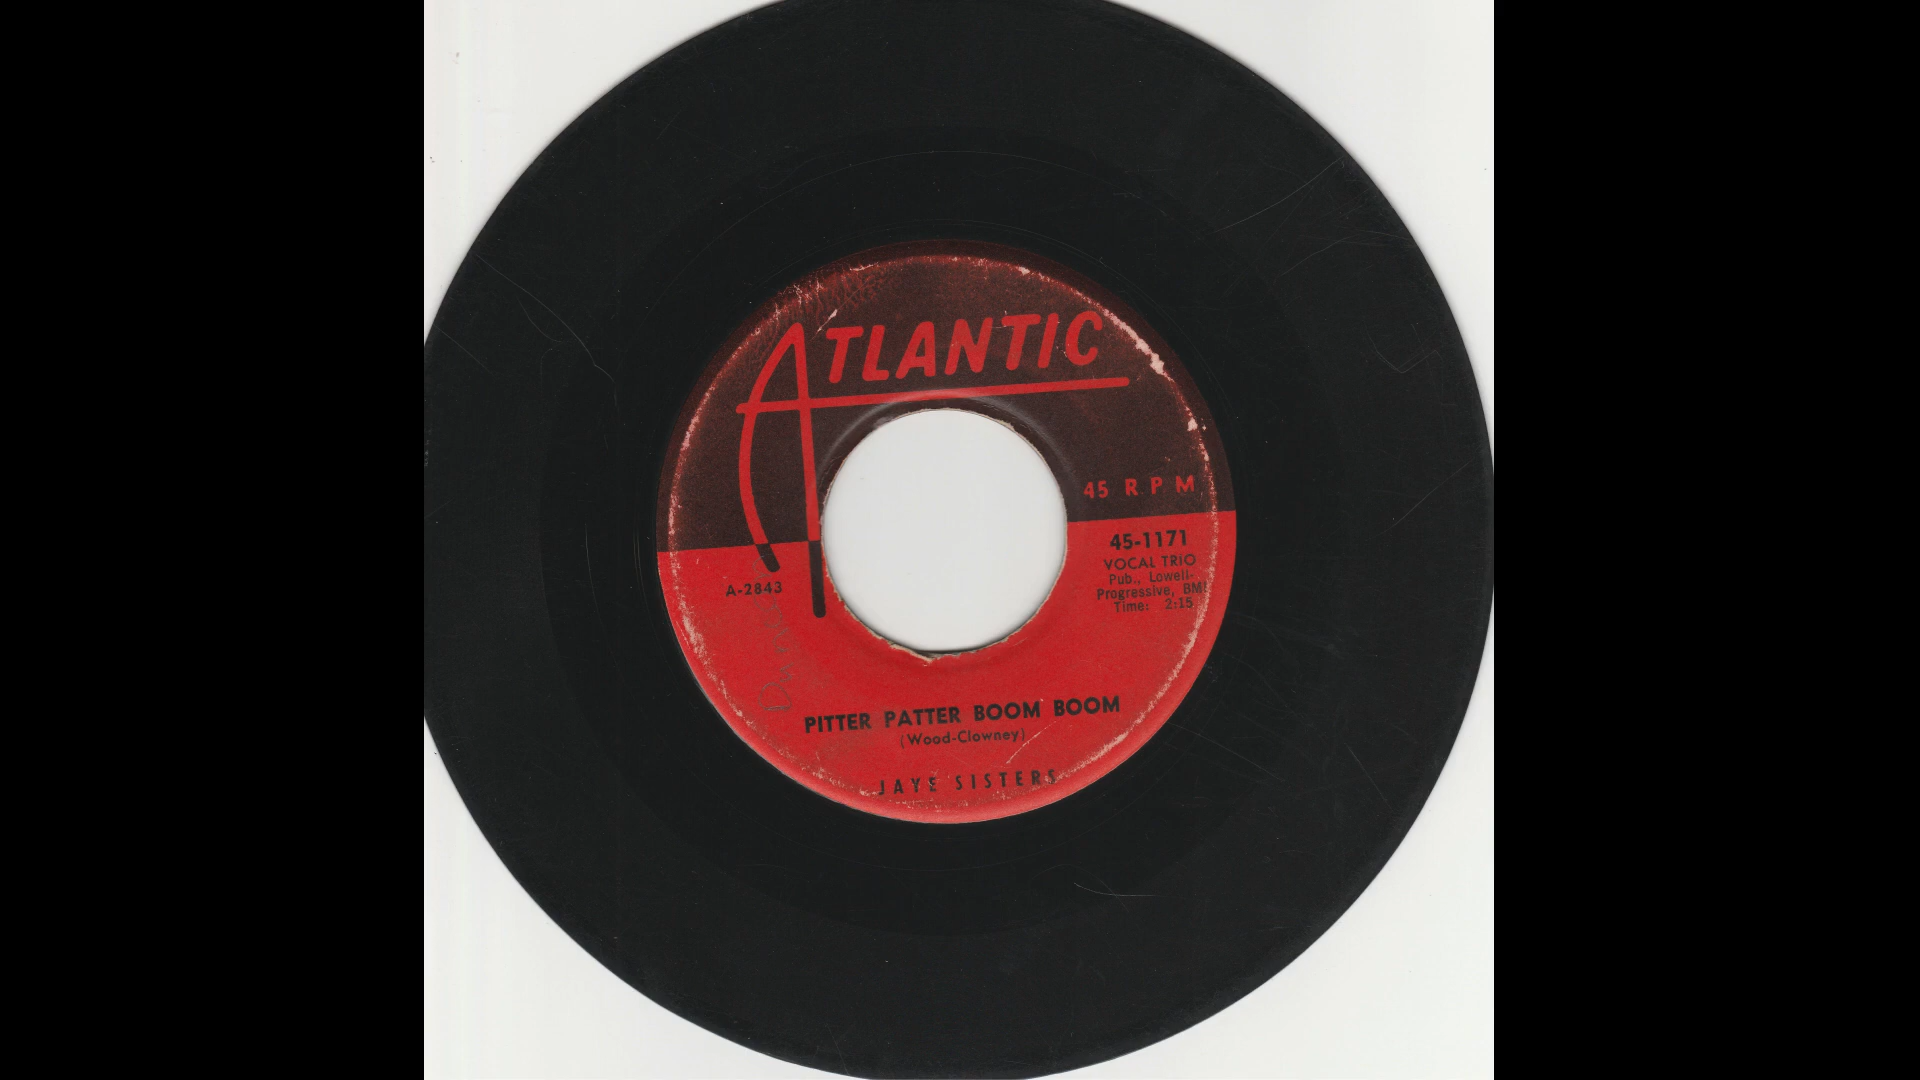 ATLANTIC
45 RPM
45-1171
VOCAL TRIO
Pub., Lowell-
Progressive, BMI
Time: 2:15
A-2843
PITTER PATTER BOOM BOOM
(Wood-Clowney)
JAYE SISTERS